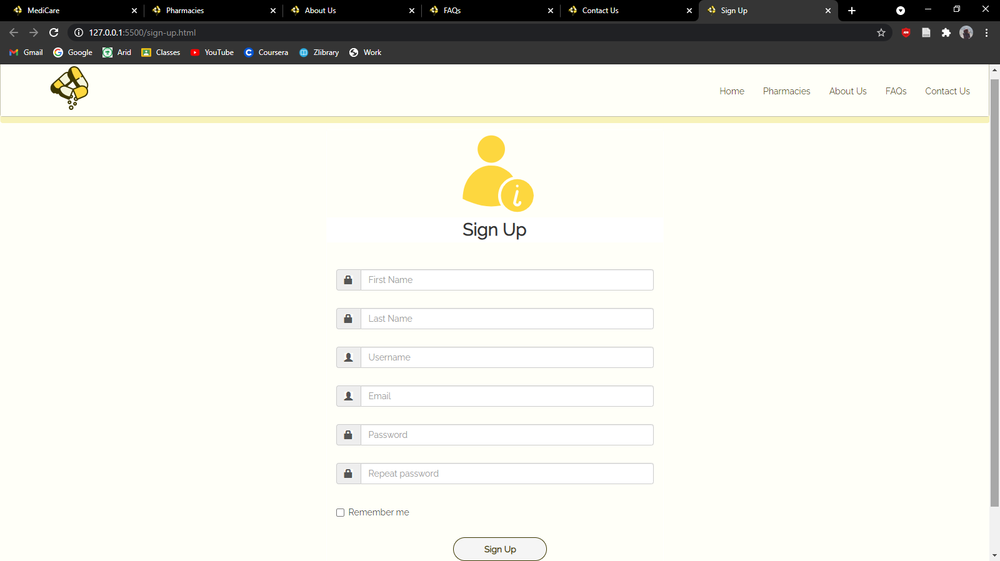 MediCare Pharmacies About Us FAQs Contact Us Sign Up
127.0.0.1:5500/sign-up.html
Gmail Google Arid Classes YouTube Coursera Zlibrary Work
Home Pharmacies About Us FAQs Contact Us
i
Sign Up
First Name
Last Name
Username
Email
Password
Repeat password
Remember me
Sign Up